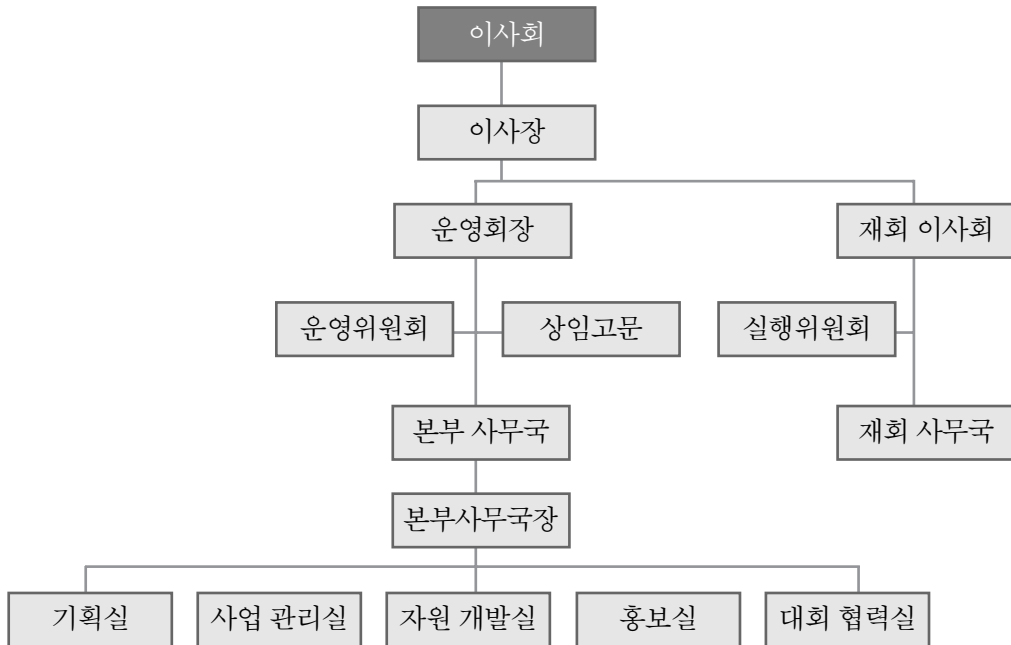 이사회
이사장
운영회장
재회 이사회
운영위원회
상임고문
실행위원회
본부 사무국
재회 사무국
본부사무국장
기획실
사업 관리실
자원 개발실
홍보실
대회 협력실